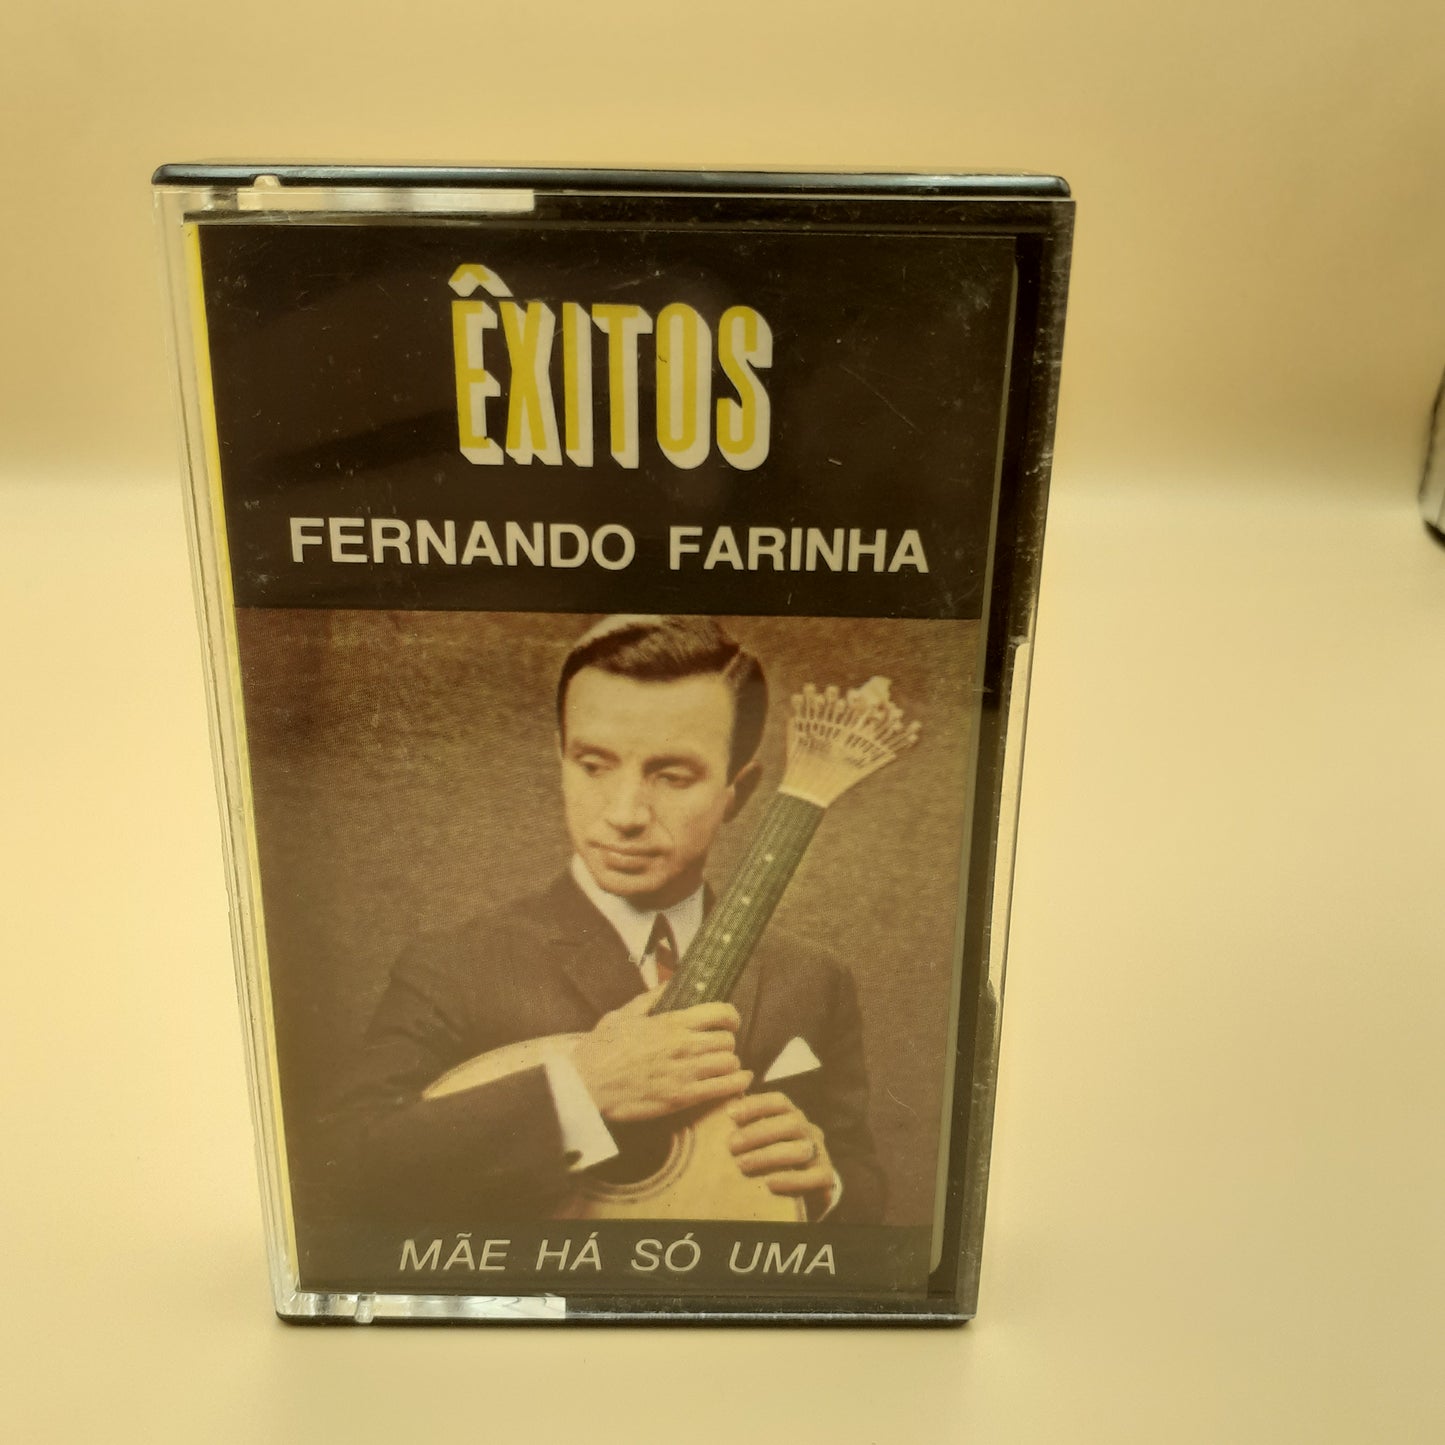 ÊXITOS
FERNANDO FARINHA
MÃE HÁ SÓ UMA